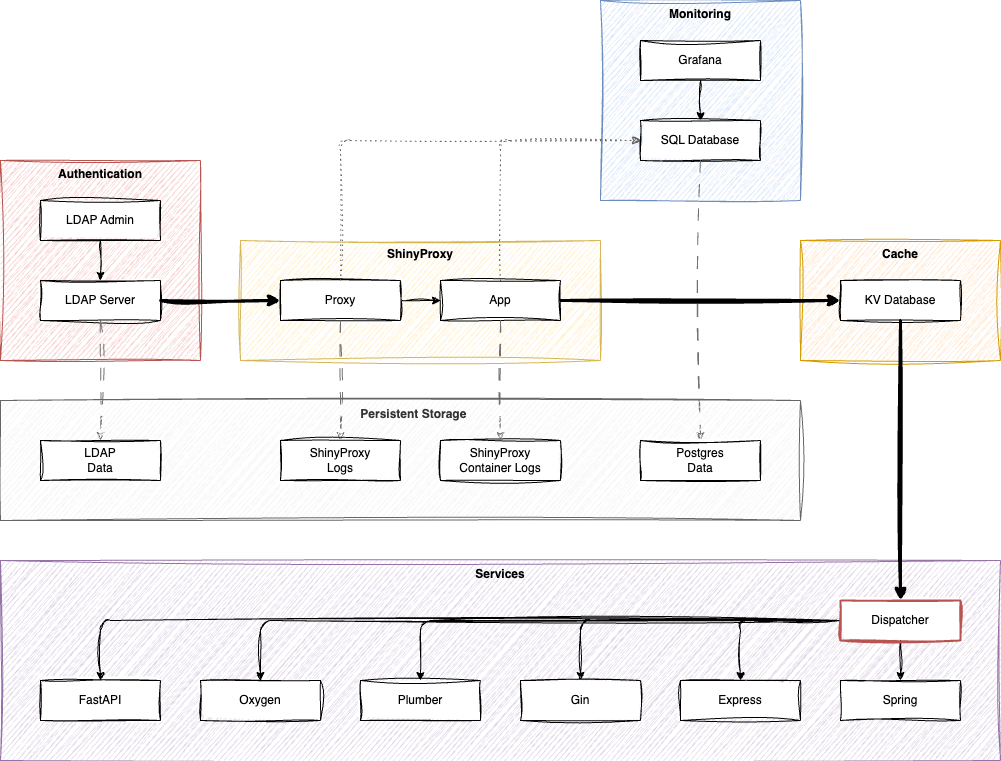 Monitoring
Grafana
SQL Database
Authentication
LDAP Admin
LDAP Server
ShinyProxy
Proxy
App
Cache
KV Database
Persistent Storage
LDAP
Data
ShinyProxy
Logs
ShinyProxy
Container Logs
Postgres
Data
Services
Dispatcher
FastAPI
Oxygen
Plumber
Gin
Express
Spring